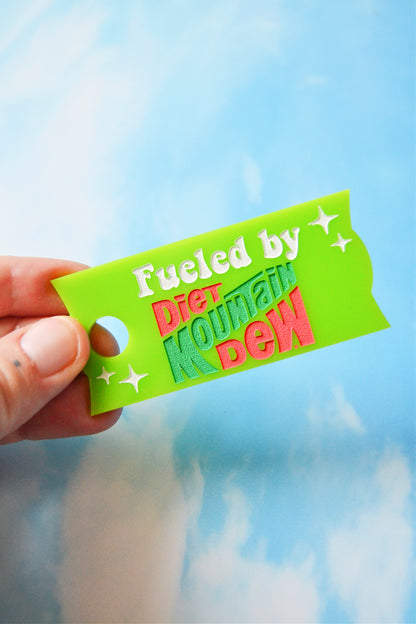 Fueled by
Diet
Mountain
Dew